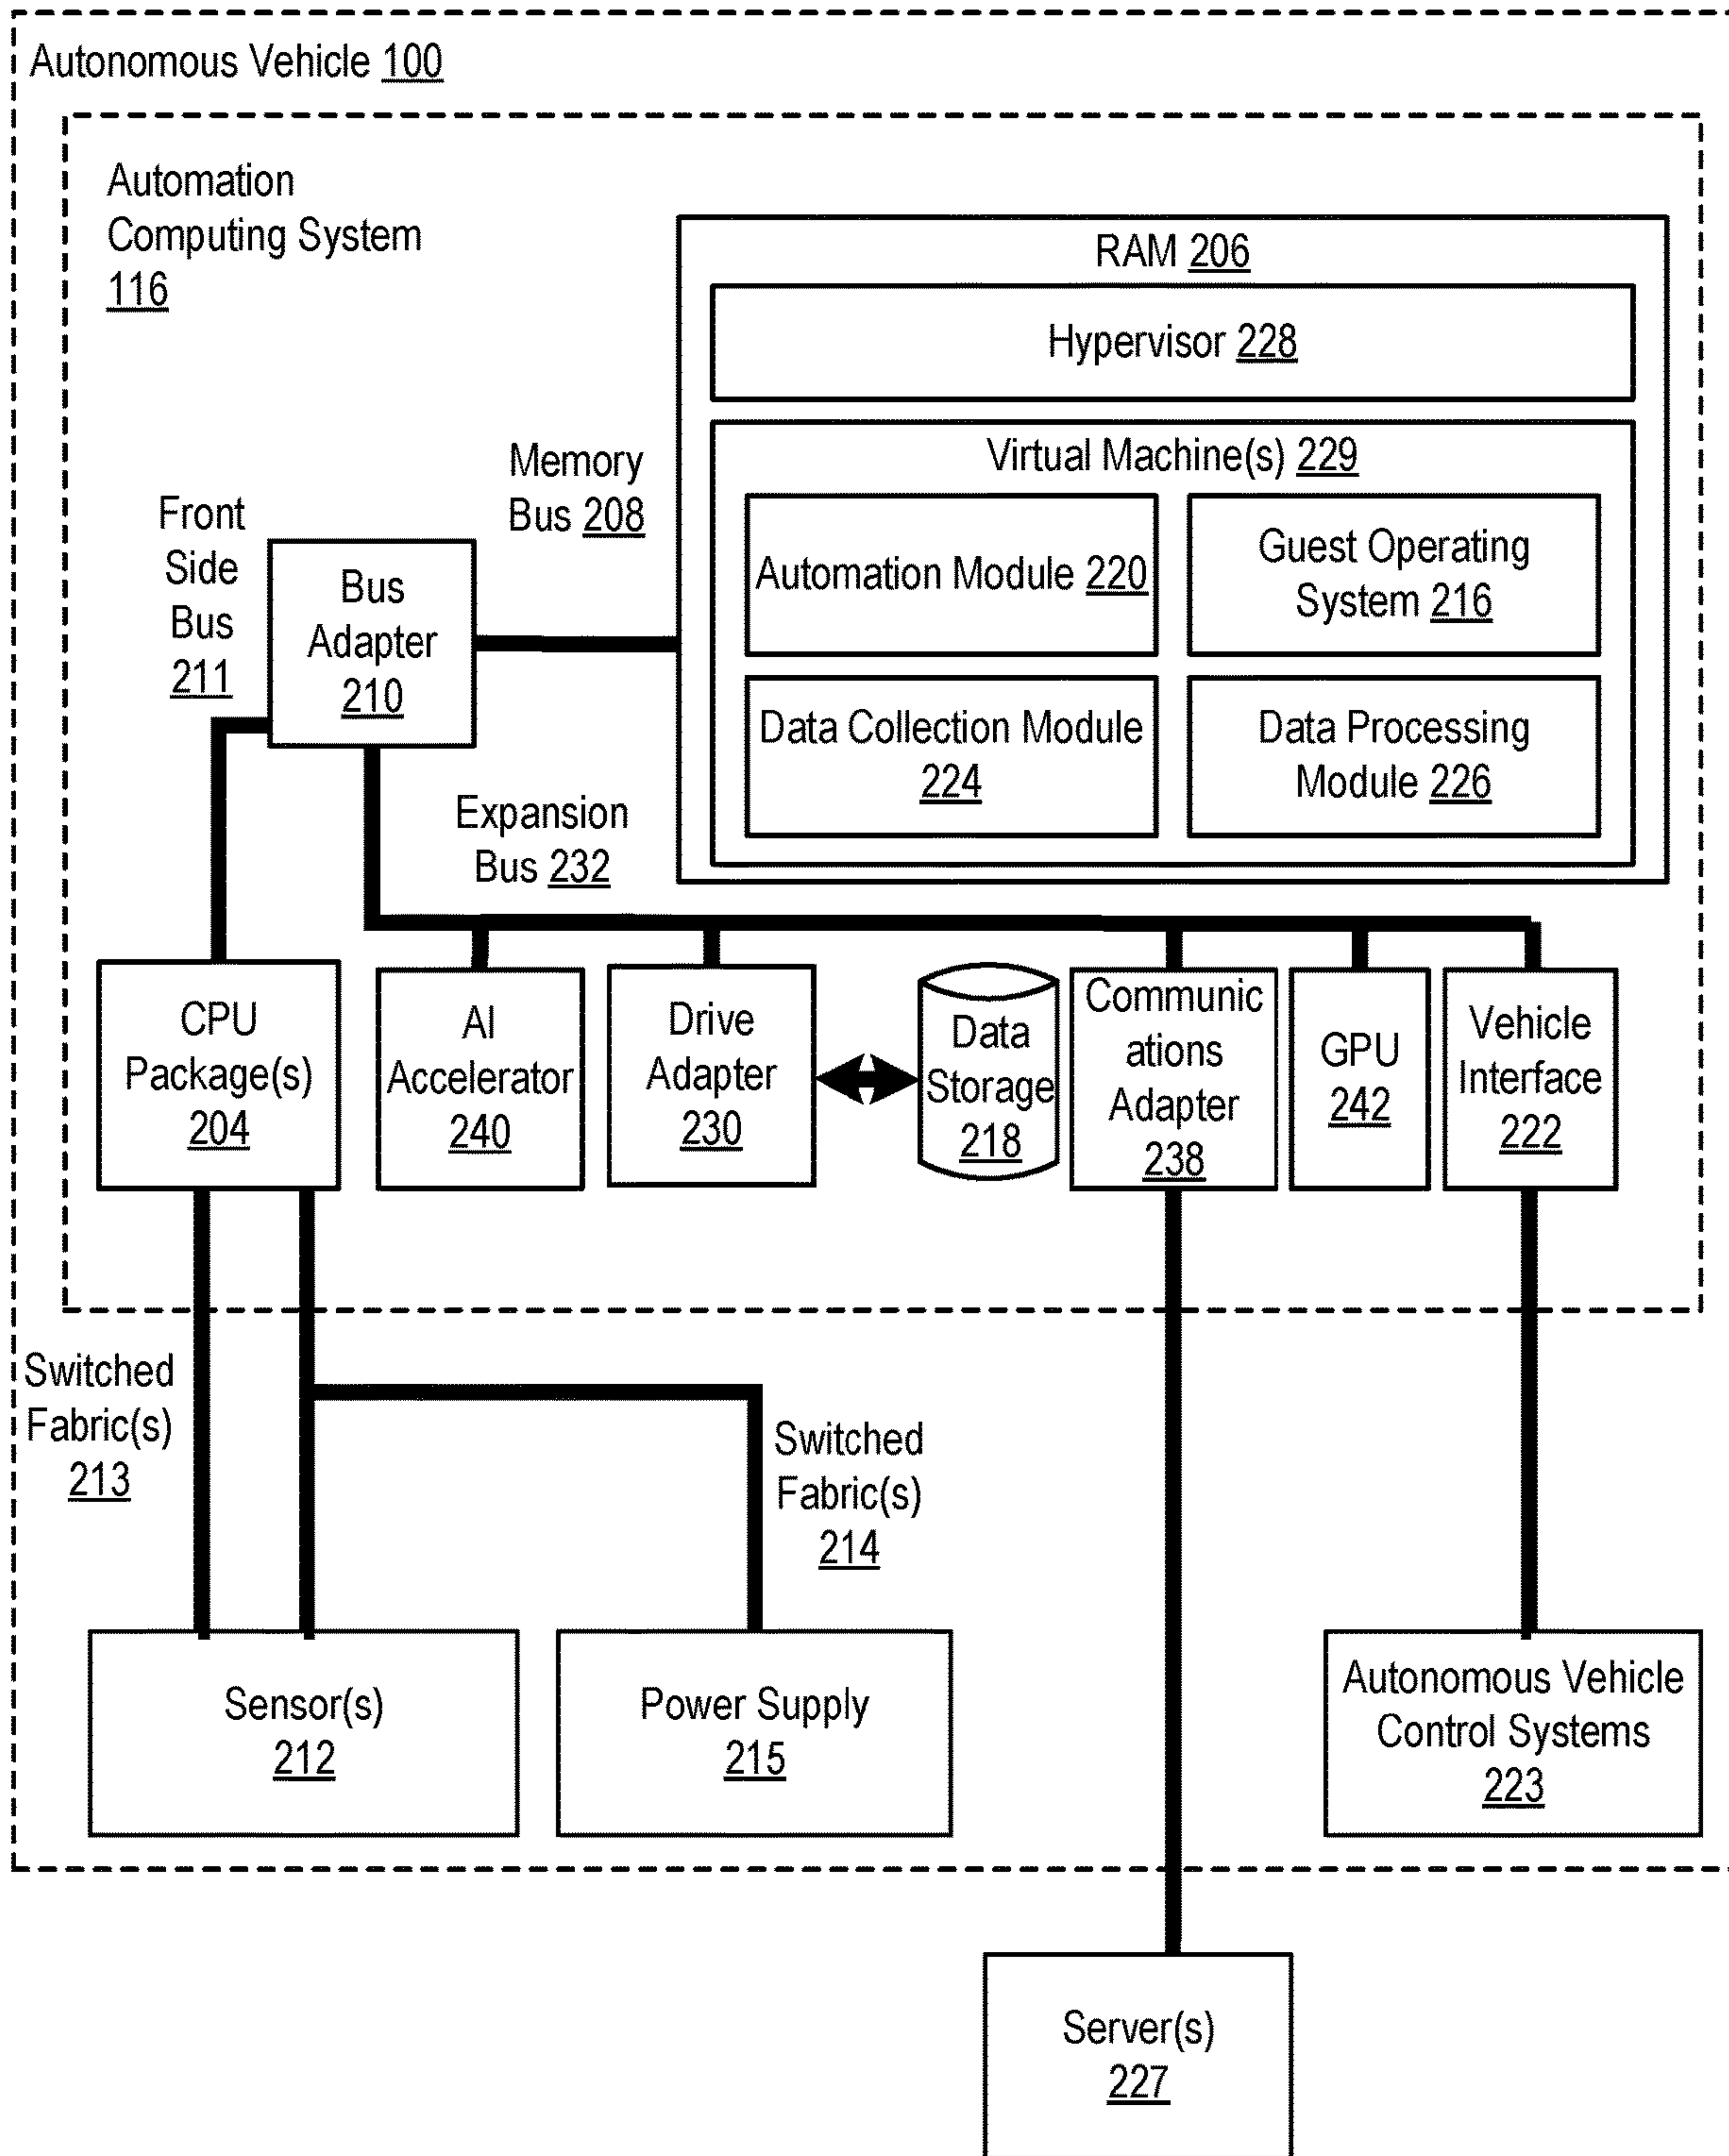 Autonomous Vehicle 100
Automation
Computing System
116
RAM 206
Hypervisor 228
Virtual Machine(s) 229
Automation Module 220
Guest Operating
System 216
Data Collection Module
224
Data Processing
Module 226
Memory
Bus 208
Front
Side
Bus
211
Bus
Adapter
210
Expansion
Bus 232
CPU
Package(s)
204
AI
Accelerator
240
Drive
Adapter
230
Data
Storage
218
Communic
ations
Adapter
238
GPU
242
Vehicle
Interface
222
Switched
Fabric(s)
213
Switched
Fabric(s)
214
Sensor(s)
212
Power Supply
215
Autonomous Vehicle
Control Systems
223
Server(s)
227